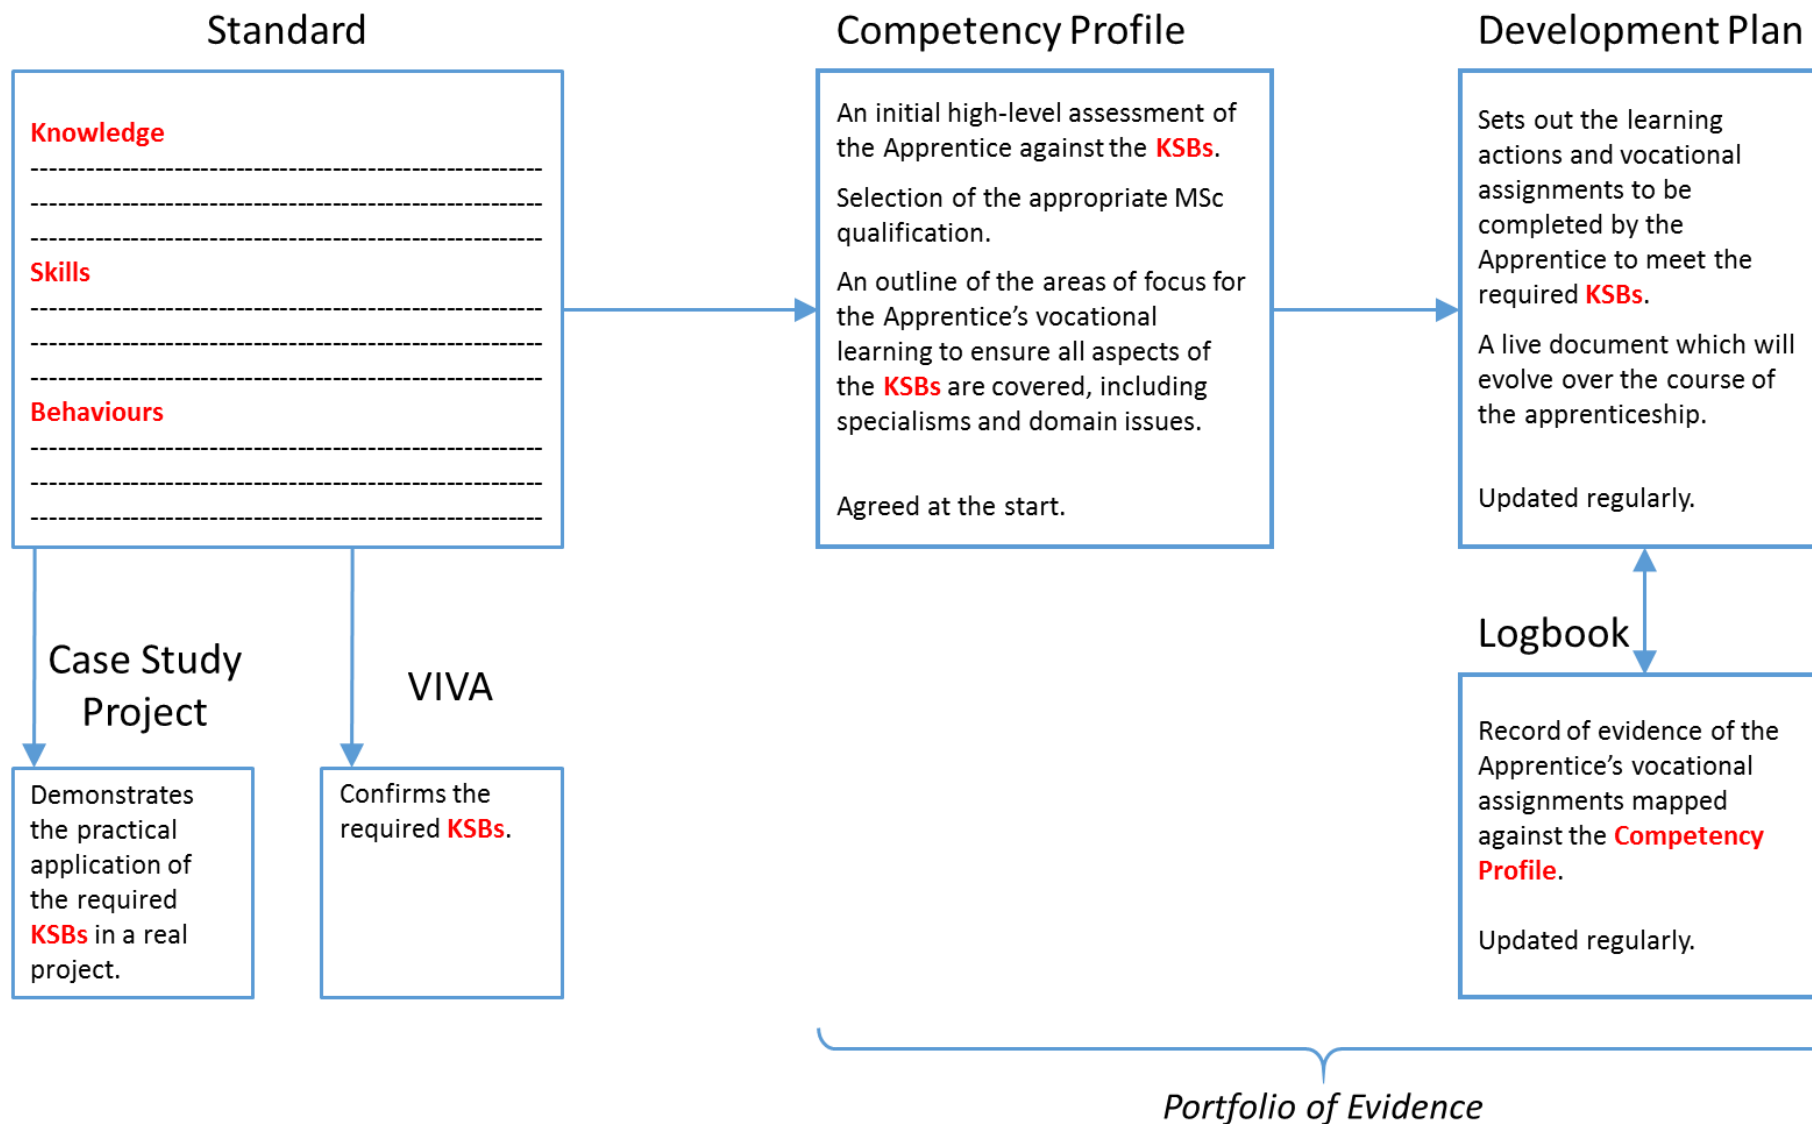 Standard
Knowledge
Skills
Behaviours
Competency Profile
An initial high-level assessment of
the Apprentice against the KSBs.
Selection of the appropriate MSc
qualification.
An outline of the areas of focus for
the Apprentice’s vocational
learning to ensure all aspects of
the KSBs are covered, including
specialisms and domain issues.
Agreed at the start.
Development Plan
Sets out the learning
actions and vocational
assignments to be
completed by the
Apprentice to meet the
required KSBs.
A live document which will
evolve over the course of
the apprenticeship.
Updated regularly.
Case Study
Project
Demonstrates
the practical
application of
the required
KSBs in a real
project.
VIVA
Confirms the
required KSBs.
Logbook
Record of evidence of the
Apprentice’s vocational
assignments mapped
against the Competency
Profile.
Updated regularly.
Portfolio of Evidence